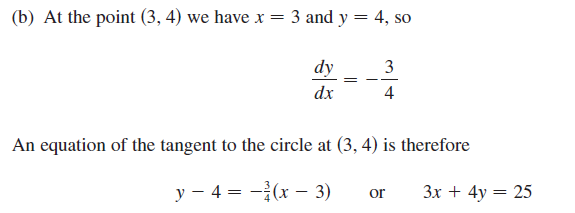 (b) At the point (3, 4) we have x = 3 and y = 4, so
dy/dx = −3/4
An equation of the tangent to the circle at (3, 4) is therefore
y − 4 = −3/4(x − 3) or 3x + 4y = 25